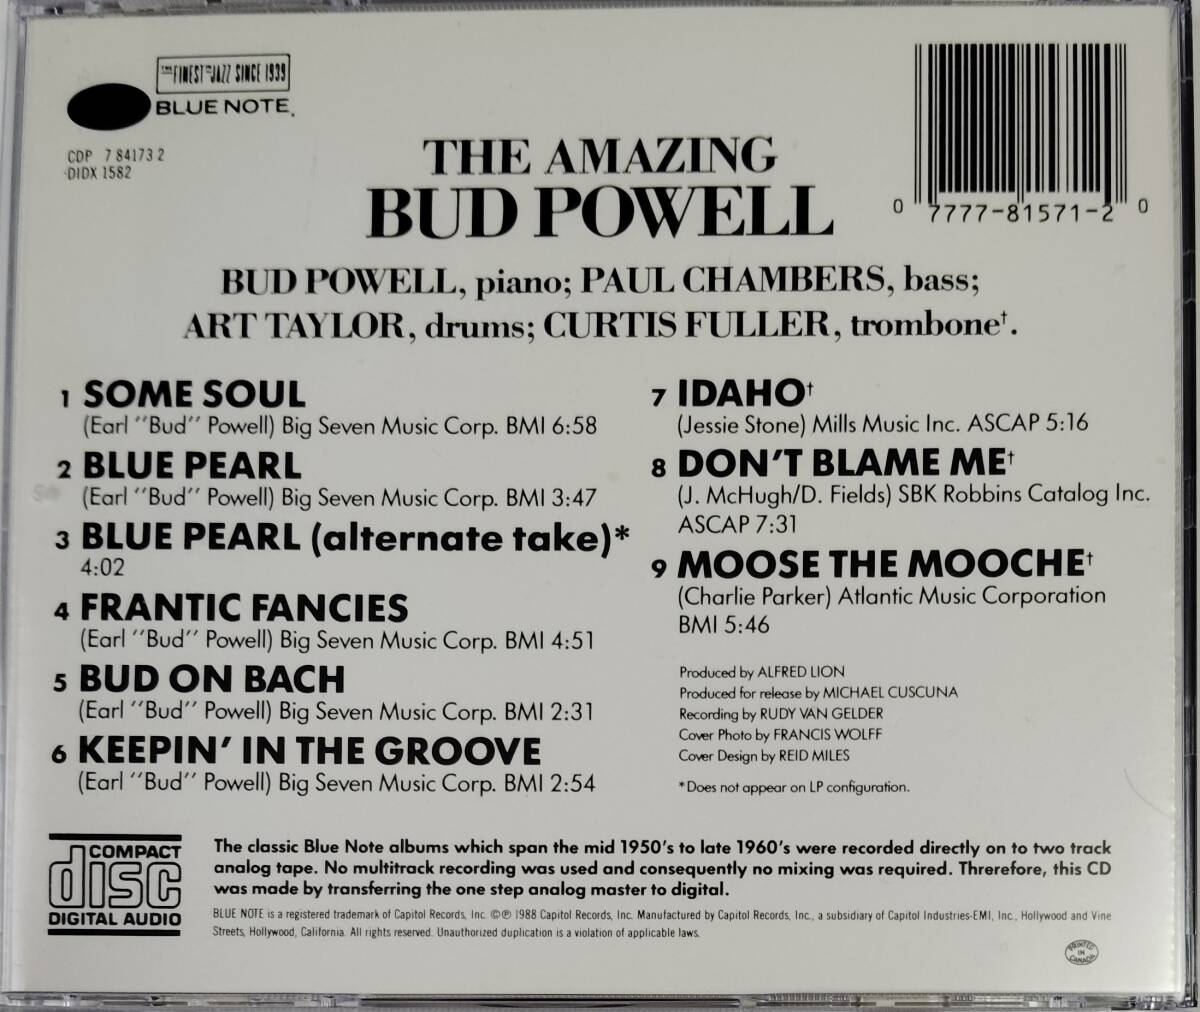 THE FINEST IN JAZZ SINCE 1939
BLUE NOTE.
CDP 7 84173 2
DIDX 1582
0 7777-81571-2 0
THE AMAZING
BUD POWELL
BUD POWELL, piano; PAUL CHAMBERS, bass;
ART TAYLOR, drums; CURTIS FULLER, trombone†.
1 SOME SOUL
(Earl "Bud" Powell) Big Seven Music Corp. BMI 6:58
2 BLUE PEARL
(Earl "Bud" Powell) Big Seven Music Corp. BMI 3:47
3 BLUE PEARL (alternate take)*
4:02
4 FRANTIC FANCIES
(Earl "Bud" Powell) Big Seven Music Corp. BMI 4:51
5 BUD ON BACH
(Earl "Bud" Powell) Big Seven Music Corp. BMI 2:31
6 KEEPIN' IN THE GROOVE
(Earl "Bud" Powell) Big Seven Music Corp. BMI 2:54
7 IDAHO†
(Jessie Stone) Mills Music Inc. ASCAP 5:16
8 DON'T BLAME ME†
(J. McHugh/D. Fields) SBK Robbins Catalog Inc.
ASCAP 7:31
9 MOOSE THE MOOCHE†
(Charlie Parker) Atlantic Music Corporation
BMI 5:46
Produced by ALFRED LION
Produced for release by MICHAEL CUSCUNA
Recording by RUDY VAN GELDER
Cover Photo by FRANCIS WOLFF
Cover Design by REID MILES
*Does not appear on LP configuration.
COMPACT
disc
DIGITAL AUDIO
The classic Blue Note albums which span the mid 1950's to late 1960's were recorded directly on to two track
analog tape. No multitrack recording was used and consequently no mixing was required. Threrefore, this CD
was made by transferring the one step analog master to digital.
BLUE NOTE is a registered trademark of Capitol Records, Inc. ©℗ 1988 Capitol Records, Inc. Manufactured by Capitol Records, Inc., a subsidiary of Capitol Industries-EMI, Inc., Hollywood and Vine
Streets, Hollywood, California. All rights reserved. Unauthorized duplication is a violation of applicable laws.
PRINTED
IN
CANADA